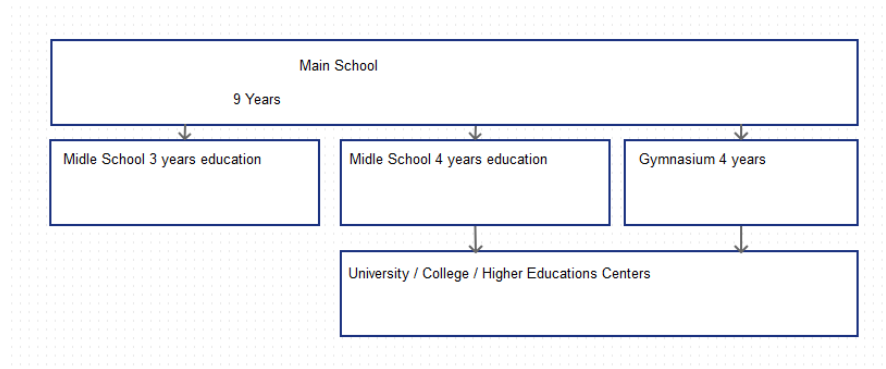 Main School
9 Years
Midle School 3 years education
Midle School 4 years education
Gymnasium 4 years
University / College / Higher Educations Centers